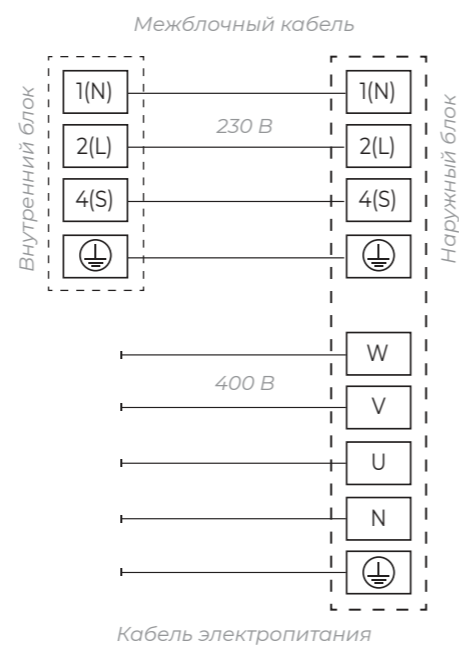 Межблочный кабель
Внутренний блок
Наружный блок
1(N) 1(N)
230 В
2(L) 2(L)
4(S) 4(S)
W
400 В
V
U
N
Кабель электропитания